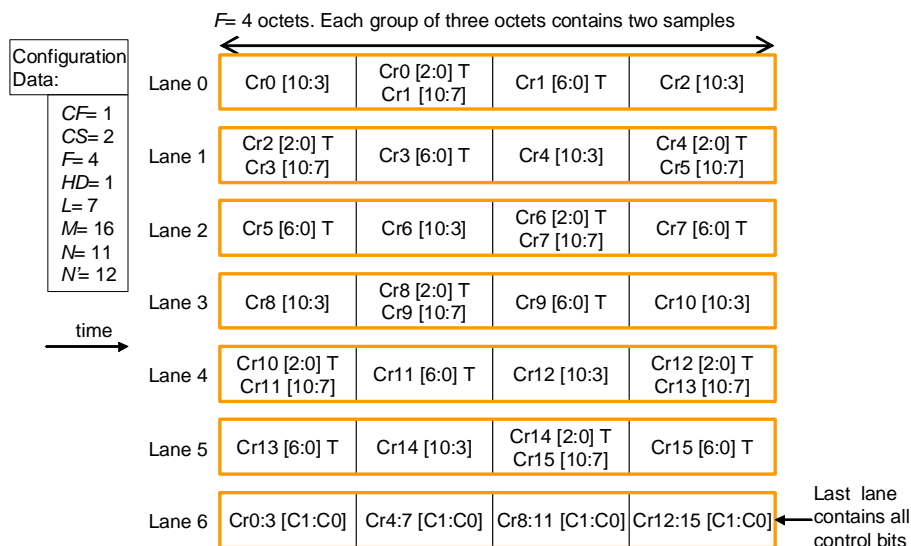 F= 4 octets. Each group of three octets contains two samples
Configuration
Data:
CF= 1
CS= 2
F= 4
HD= 1
L= 7
M= 16
N= 11
N'= 12
time
Lane 0
Cr0 [10:3]
Cr0 [2:0] T
Cr1 [10:7]
Cr1 [6:0] T
Cr2 [10:3]
Lane 1
Cr2 [2:0] T
Cr3 [10:7]
Cr3 [6:0] T
Cr4 [10:3]
Cr4 [2:0] T
Cr5 [10:7]
Lane 2
Cr5 [6:0] T
Cr6 [10:3]
Cr6 [2:0] T
Cr7 [10:7]
Cr7 [6:0] T
Lane 3
Cr8 [10:3]
Cr8 [2:0] T
Cr9 [10:7]
Cr9 [6:0] T
Cr10 [10:3]
Lane 4
Cr10 [2:0] T
Cr11 [10:7]
Cr11 [6:0] T
Cr12 [10:3]
Cr12 [2:0] T
Cr13 [10:7]
Lane 5
Cr13 [6:0] T
Cr14 [10:3]
Cr14 [2:0] T
Cr15 [10:7]
Cr15 [6:0] T
Lane 6
Cr0:3 [C1:C0]
Cr4:7 [C1:C0]
Cr8:11 [C1:C0]
Cr12:15 [C1:C0]
Last lane
contains all
control bits